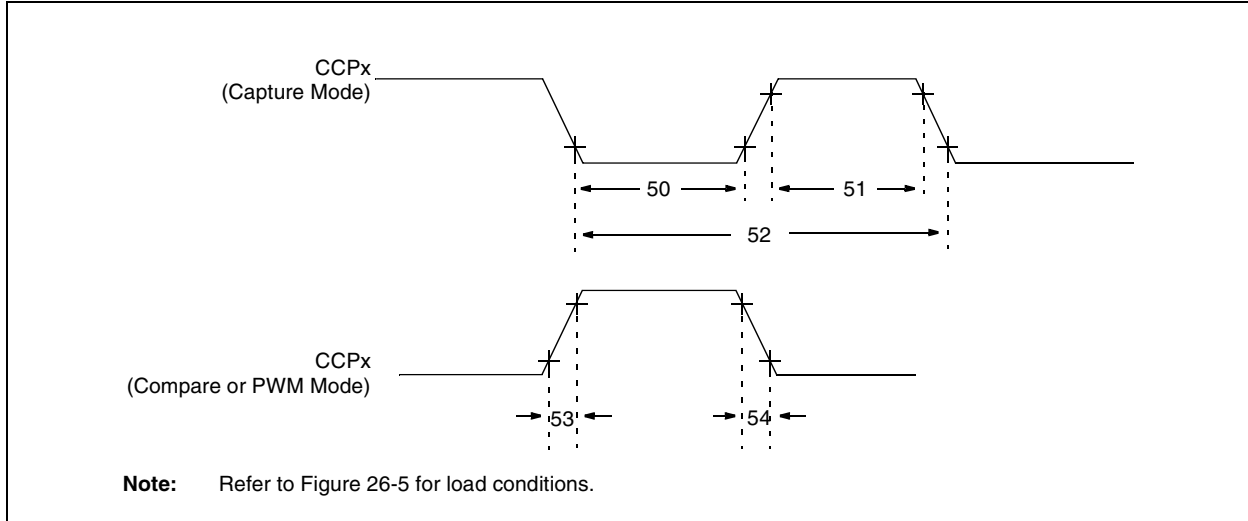 CCPx
(Capture Mode)
50
51
52
CCPx
(Compare or PWM Mode)
53
54
Note: Refer to Figure 26-5 for load conditions.